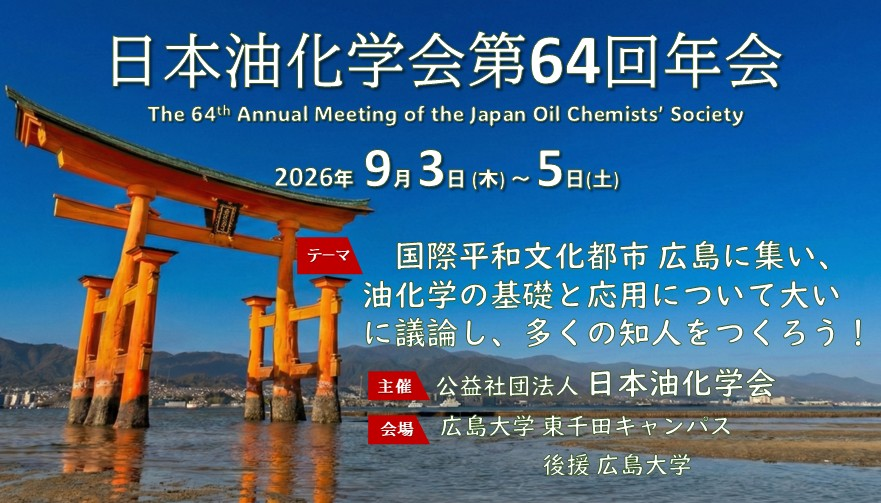 日本油化学会第64回年会
The 64th Annual Meeting of the Japan Oil Chemists' Society
2026年 9月 3日 (木) ~ 5日(土)
テーマ 国際平和文化都市 広島に集い、
油化学の基礎と応用について大い
に議論し、多くの知人をつくろう!
主催 公益社団法人 日本油化学会
会場 広島大学 東千田キャンパス
後援 広島大学